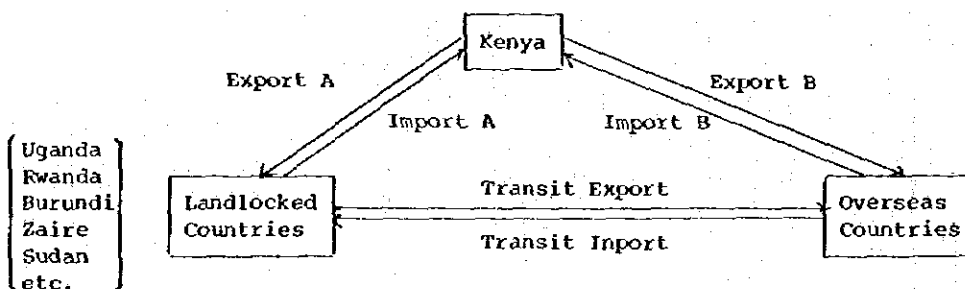 Kenya
Export A
Export B
Import A
Import B
Uganda
Rwanda
Burundi
Zaire
Sudan
etc.
Landlocked
Countries
Transit Export
Transit Inport
Overseas
Countries